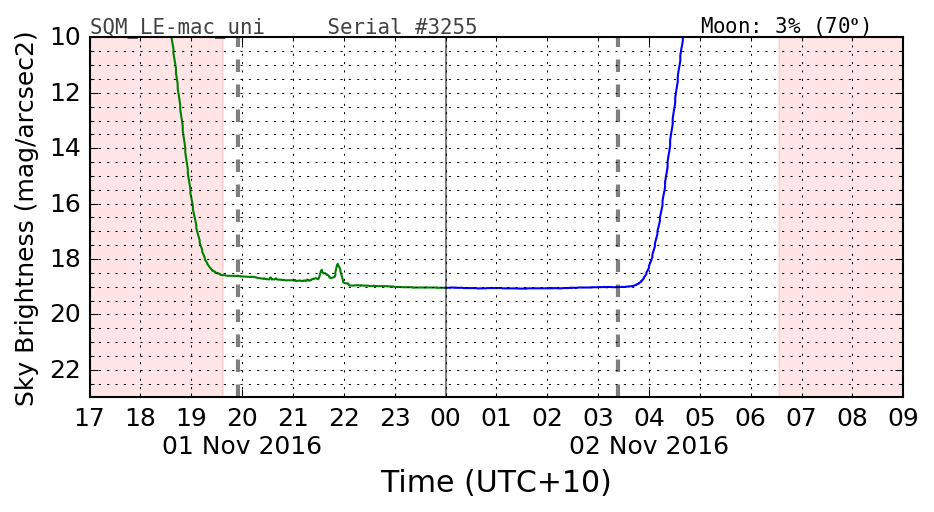 SQM_LE-mac_uni Serial #3255 Moon: 3% (70°)
Sky Brightness (mag/arcsec2)
10
12
14
16
18
20
22
17 18 19 20 21 22 23 00 01 02 03 04 05 06 07 08 09
01 Nov 2016 02 Nov 2016
Time (UTC+10)